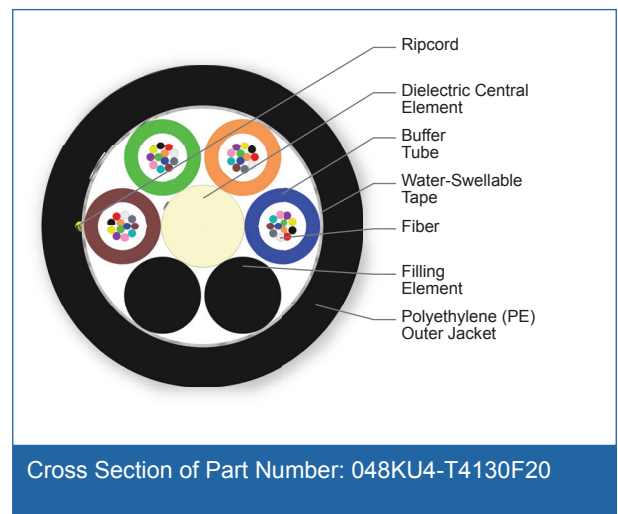 Ripcord
Dielectric Central
Element
Buffer
Tube
Water-Swellable
Tape
Fiber
Filling
Element
Polyethylene (PE)
Outer Jacket
Cross Section of Part Number: 048KU4-T4130F20